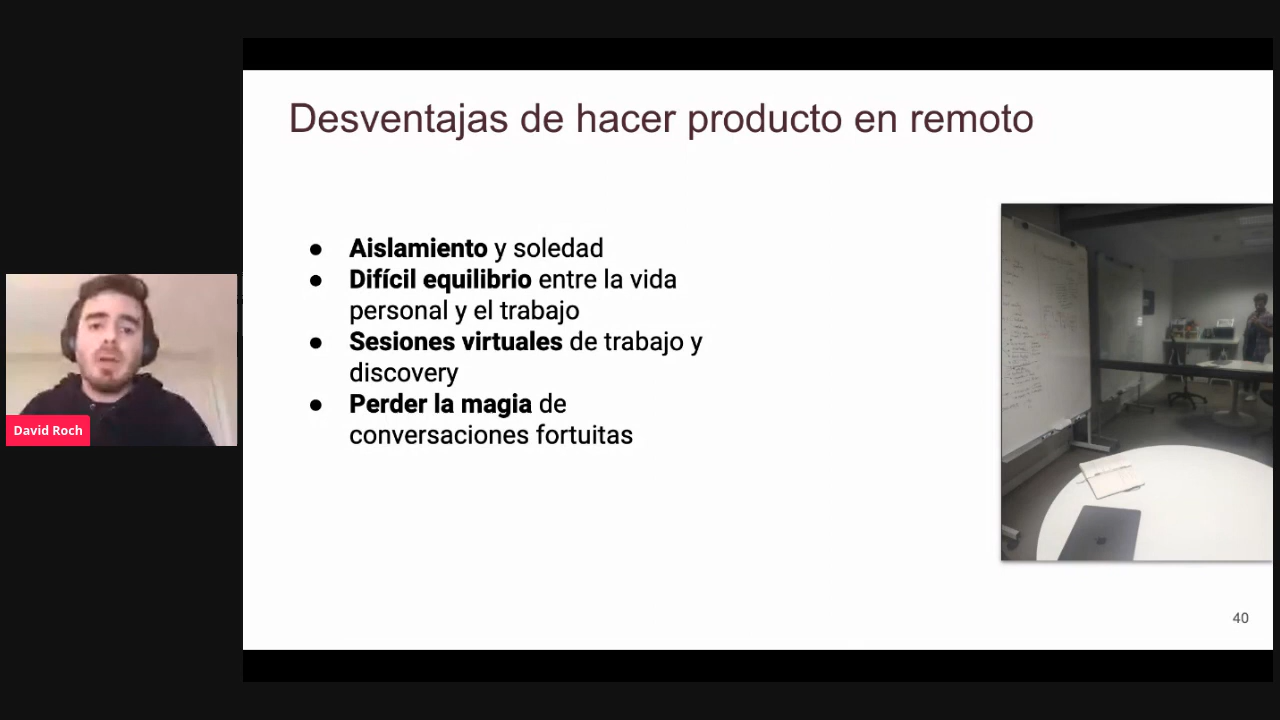 Desventajas de hacer producto en remoto
● Aislamiento y soledad
● Difícil equilibrio entre la vida
personal y el trabajo
● Sesiones virtuales de trabajo y
discovery
● Perder la magia de
conversaciones fortuitas
David Roch
40